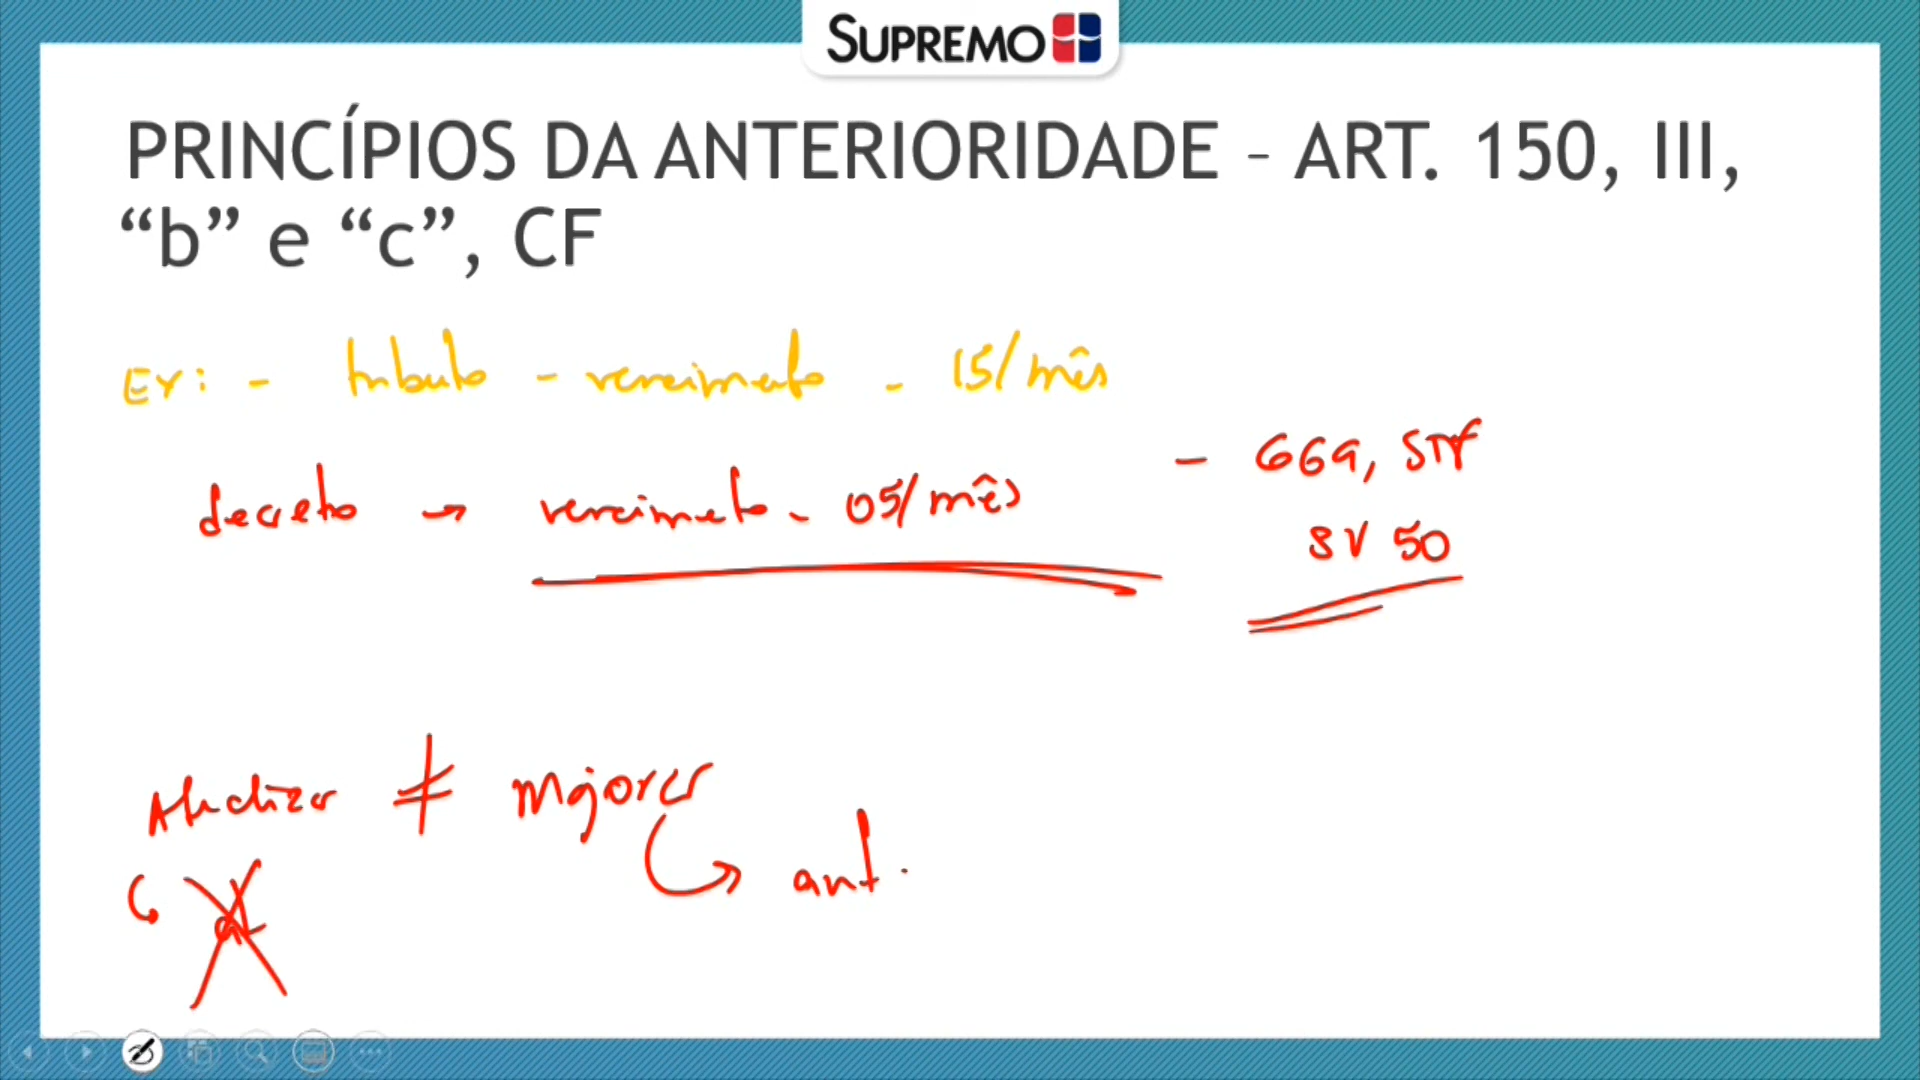 SUPREMO
PRINCÍPIOS DA ANTERIORIDADE – ART. 150, III,
“b” e “c”, CF
Ex: - tributo - vencimento - 15/mês
decreto → vencimento - 05/mês
- 669, STF
SV 50
Atualizar ≠ majorar
ant.